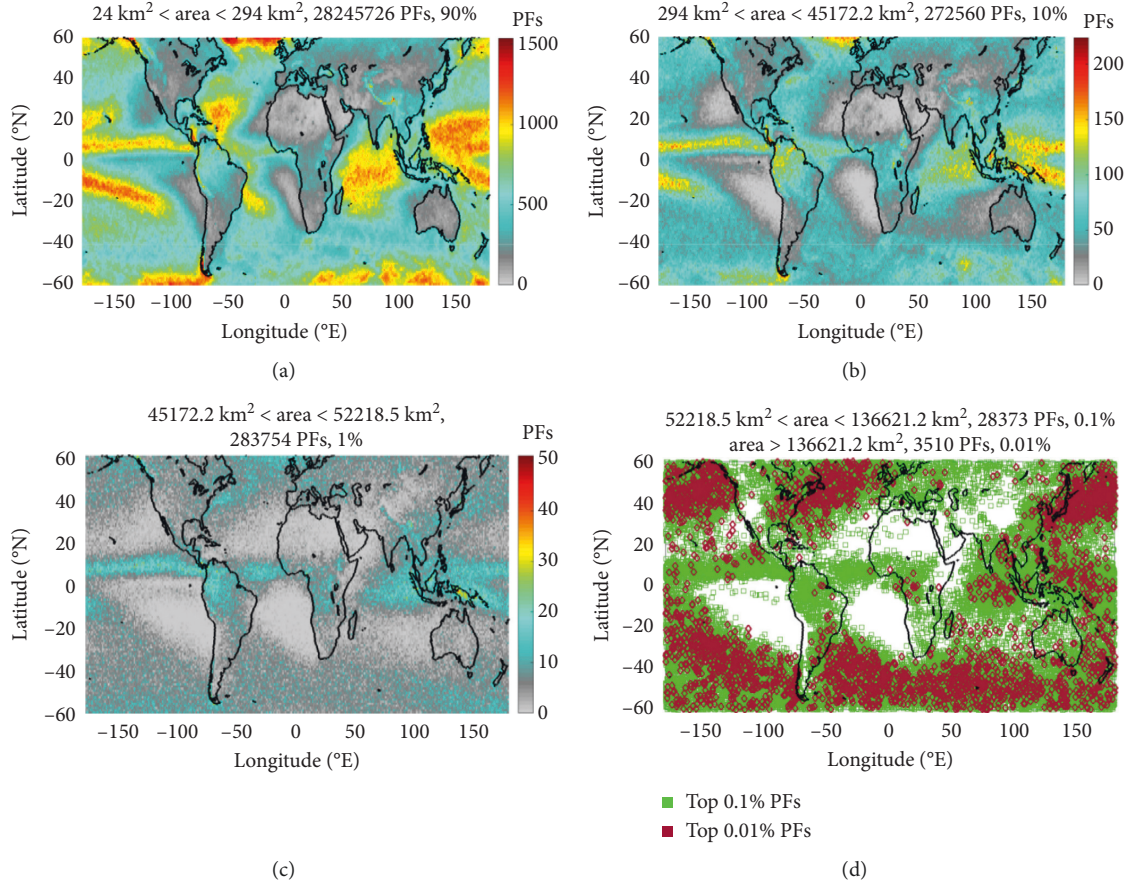 24 km² < area < 294 km², 28245726 PFs, 90%
PFs
60
40
20
0
−20
−40
−60
Latitude (°N)
−150 −100 −50 0 50 100 150
Longitude (°E)
1500
1000
500
0
(a)
294 km² < area < 45172.2 km², 272560 PFs, 10%
PFs
60
40
20
0
−20
−40
−60
Latitude (°N)
−150 −100 −50 0 50 100 150
Longitude (°E)
200
150
100
50
0
(b)
45172.2 km² < area < 52218.5 km²,
283754 PFs, 1%
PFs
60
40
20
0
−20
−40
−60
Latitude (°N)
−150 −100 −50 0 50 100 150
Longitude (°E)
50
40
30
20
10
0
(c)
52218.5 km² < area < 136621.2 km², 28373 PFs, 0.1%
area > 136621.2 km², 3510 PFs, 0.01%
60
40
20
0
−20
−40
−60
Latitude (°N)
−150 −100 −50 0 50 100 150
Longitude (°E)
Top 0.1% PFs
Top 0.01% PFs
(d)